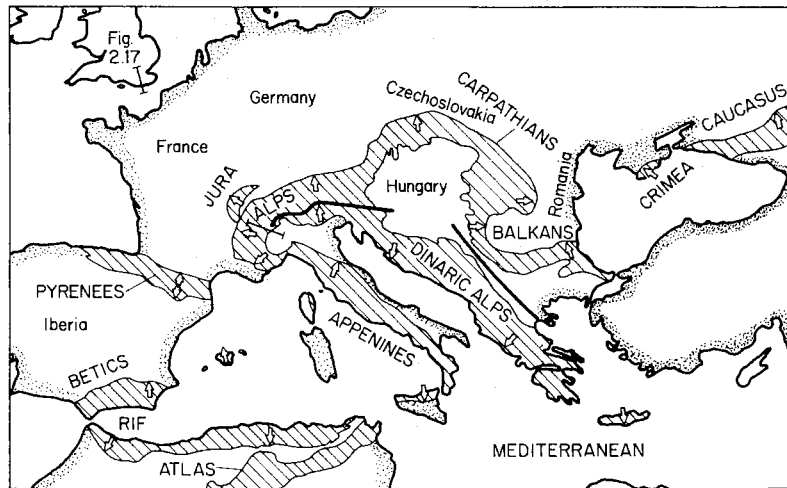 Fig.
2.17
Germany
France
CARPATHIANS
Czechoslovakia
CAUCASUS
JURA
ALPS
Hungary
Romania
CRIMEA
BALKANS
DINARIC ALPS
PYRENEES
Iberia
APPENINES
BETICS
RIF
ATLAS
MEDITERRANEAN